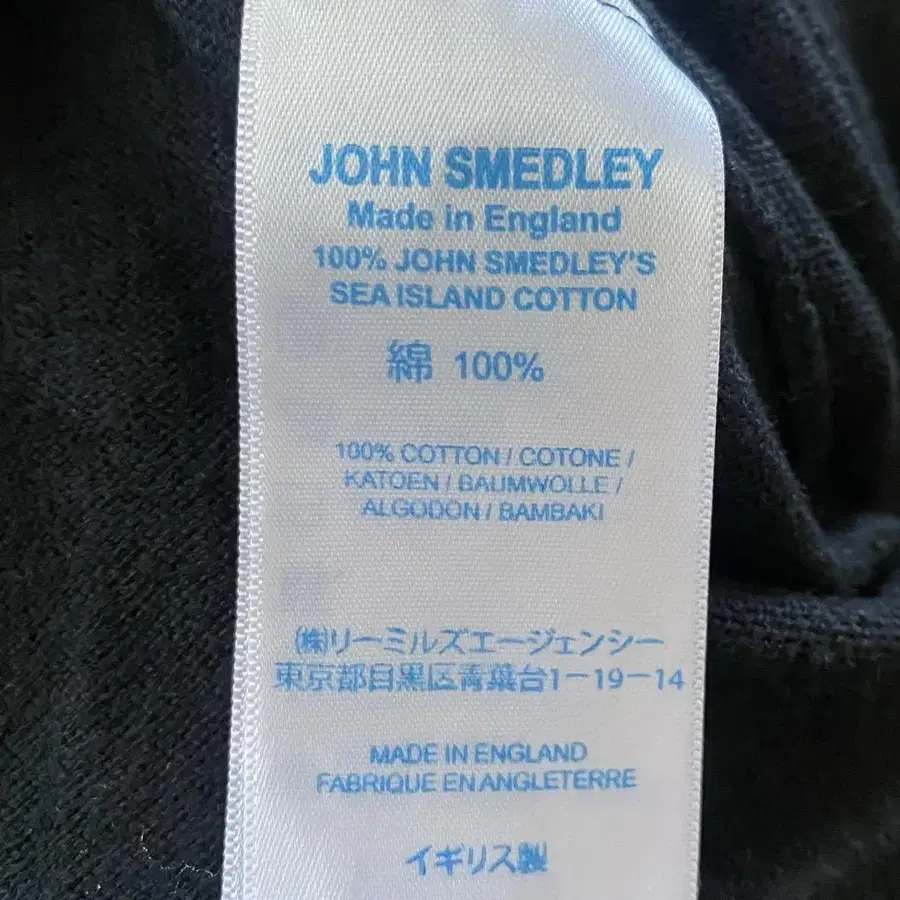 JOHN SMEDLEY
Made in England
100% JOHN SMEDLEY'S
SEA ISLAND COTTON
綿 100%
100% COTTON / COTONE /
KATOEN / BAUMWOLLE /
ALGODON / BAMBAKI
㈱リーミルズエージェンシー
東京都目黒区青葉台1-19-14
MADE IN ENGLAND
FABRIQUE EN ANGLETERRE
イギリス製